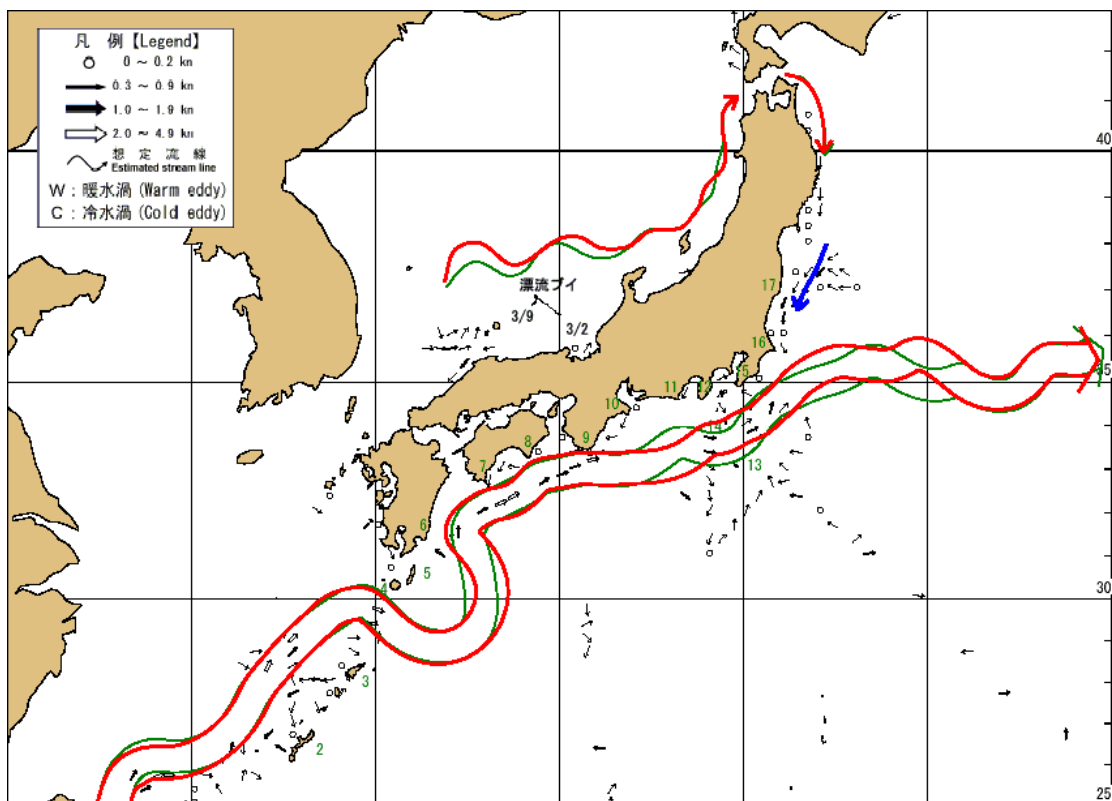 凡 例【Legend】
0 ~ 0.2 kn
0.3 ~ 0.9 kn
1.0 ~ 1.9 kn
2.0 ~ 4.9 kn
想 定 流 線
Estimated stream line
W : 暖水渦 (Warm eddy)
C : 冷水渦 (Cold eddy)
40
17
漂流ブイ
3/9
3/2
16
35
15
12
11
10
14
9
8
13
7
6
5
4
30
3
2
25